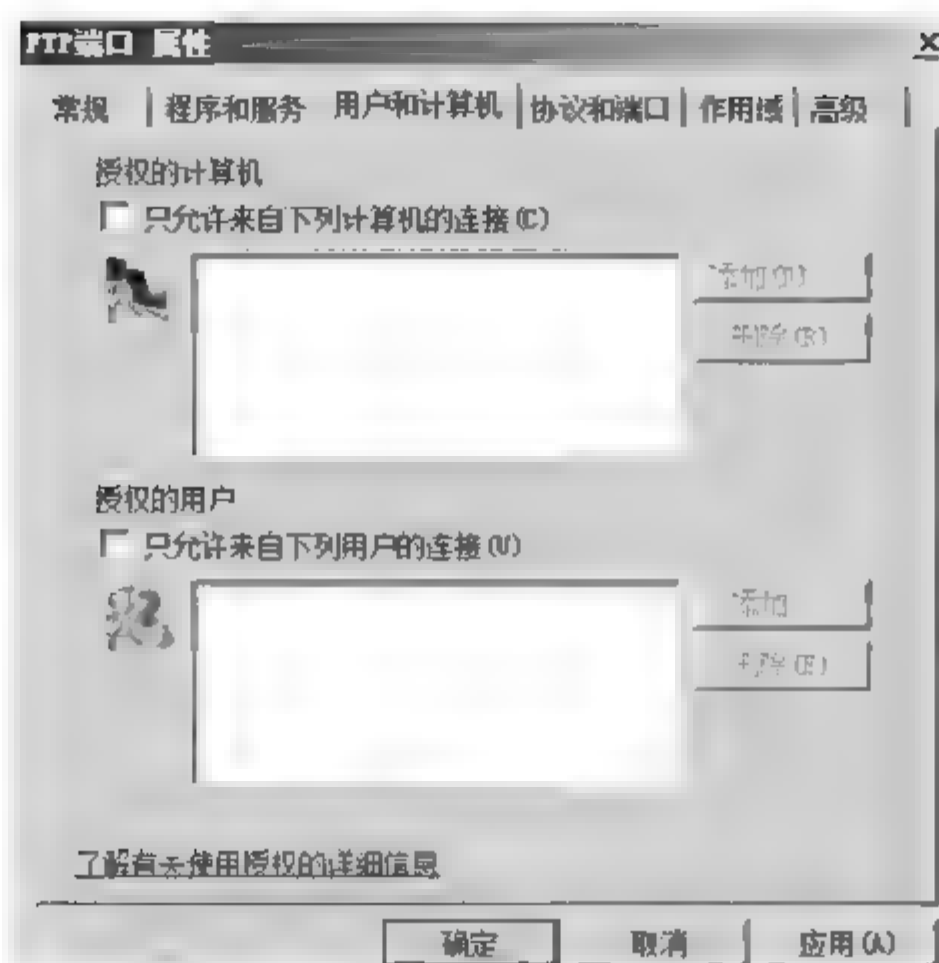 FTP端口 属性
常规 程序和服务 用户和计算机 协议和端口 作用域 高级
授权的计算机
只允许来自下列计算机的连接(C)
添加(D)
删除(R)
授权的用户
只允许来自下列用户的连接(U)
添加
删除(E)
了解有关使用授权的详细信息
确定 取消 应用(A)